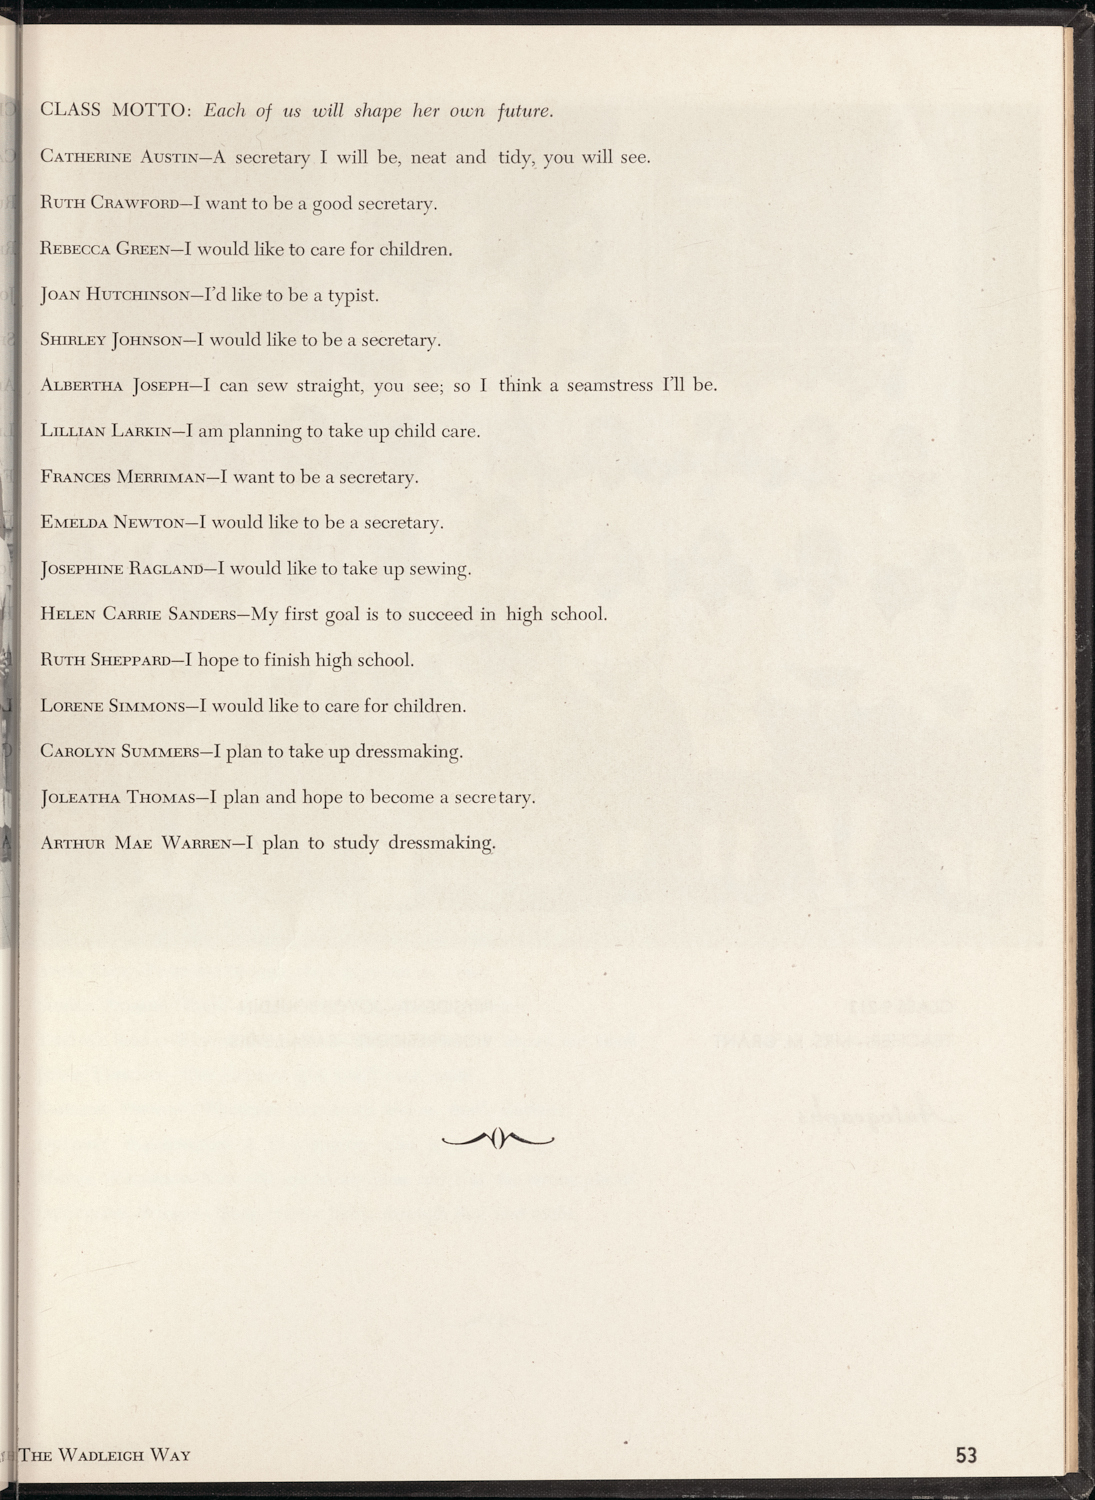 CLASS MOTTO: Each of us will shape her own future.
CATHERINE AUSTIN—A secretary I will be, neat and tidy, you will see.
RUTH CRAWFORD—I want to be a good secretary.
REBECCA GREEN—I would like to care for children.
JOAN HUTCHINSON—I'd like to be a typist.
SHIRLEY JOHNSON—I would like to be a secretary.
ALBERTHA JOSEPH—I can sew straight, you see; so I think a seamstress I'll be.
LILLIAN LARKIN—I am planning to take up child care.
FRANCES MERRIMAN—I want to be a secretary.
EMELDA NEWTON—I would like to be a secretary.
JOSEPHINE RAGLAND—I would like to take up sewing.
HELEN CARRIE SANDERS—My first goal is to succeed in high school.
RUTH SHEPPARD—I hope to finish high school.
LORENE SIMMONS—I would like to care for children.
CAROLYN SUMMERS—I plan to take up dressmaking.
JOLEATHA THOMAS—I plan and hope to become a secretary.
ARTHUR MAE WARREN—I plan to study dressmaking.
THE WADLEIGH WAY 53